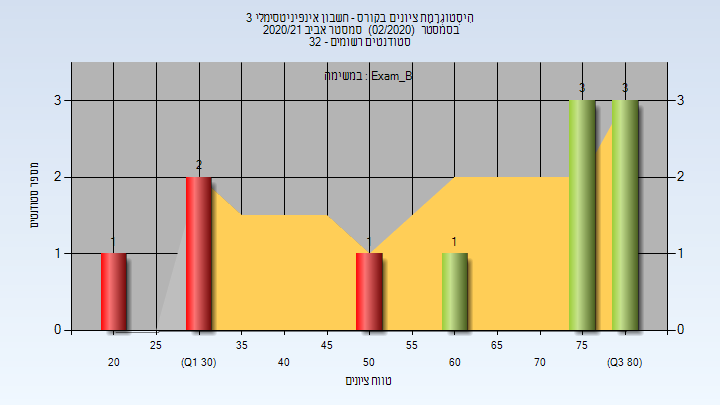 היסטוגרמת ציונים בקורס - חשבון אינפיניטסימלי 3
בסמסטר (02/2020) סמסטר אביב 2020/21
סטודנטים רשומים - 32
במשימה : Exam_B
מספר סטודנטים
3 3 3 3
2 2 2
1 1 1 1 1
0 0
25 35 45 55 65 75
20 (Q1 30) 40 50 60 70 (Q3 80)
טווח ציונים